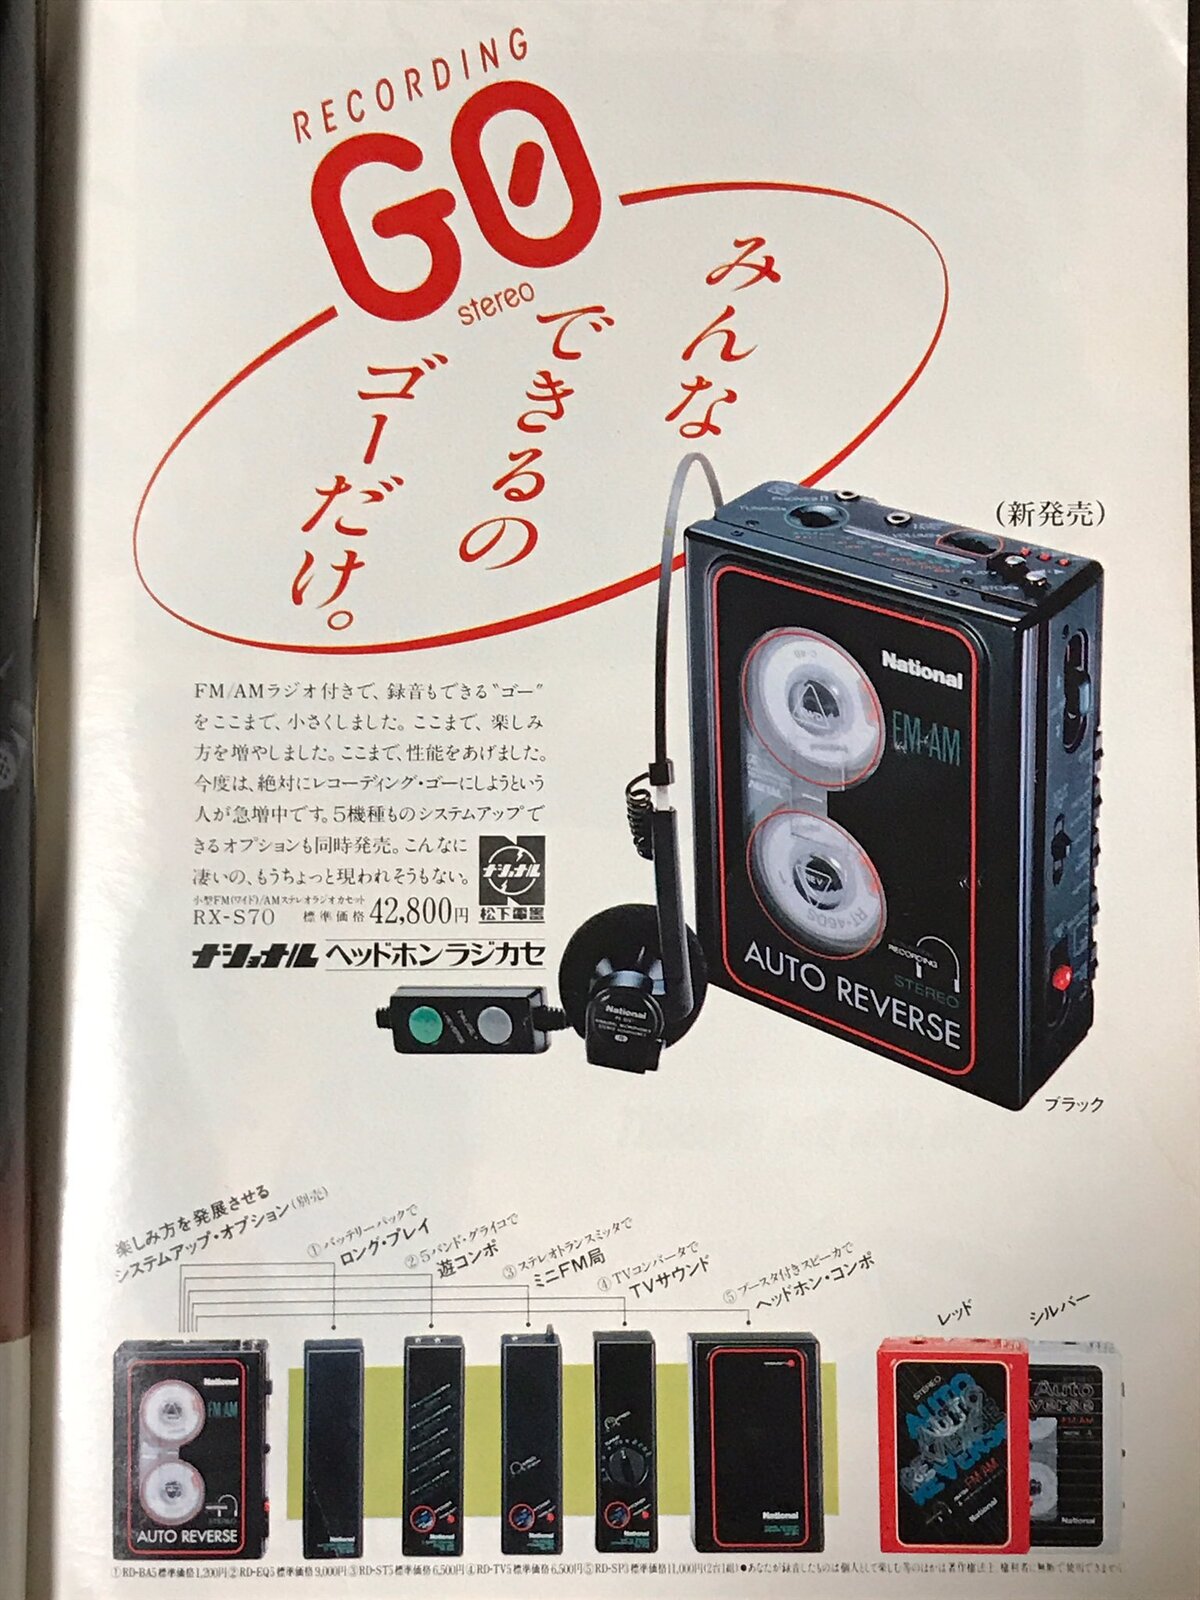 RECORDING
GO
stereo
みんな
できるの
ゴーだけ。
(新発売)
FM/AMラジオ付きで、録音もできる"ゴー"
をここまで、小さくしました。ここまで、楽しみ
方を増やしました。ここまで、性能をあげました。
今度は、絶対にレコーディング・ゴーにしようという
人が急増中です。5機種ものシステムアップで
きるオプションも同時発売。こんなに
凄いの、もうちょっと現われそうもない。
小型FM(ワイド)/AMステレオラジオカセット
RX-S70 標準価格 42,800円
ナショナル
松下電器
ナショナル ヘッドホンラジカセ
PHONES
TUNING
VOLUME
STOP
National
FM-AM
RECORDING
STEREO
AUTO REVERSE
National
ブラック
楽しみ方を発展させる
システムアップ・オプション(別売)
①バッテリーパックで
ロング・プレイ
②5バンド・グライコで
遊コンポ
③ステレオトランスミッタで
ミニFM局
④TVコンバータで
TVサウンド
⑤ブースタ付きスピーカで
ヘッドホン・コンポ
レッド
シルバー
National
FM AM
STEREO
AUTO REVERSE
National
National
National
National
National
STEREO
AUTO
REVERSE
FM AM
National
Auto
verse
FM AM
National
①RD-BA5標準価格1,200円②RD-EQ5標準価格9,000円③RD-ST5標準価格6,500円④RD-TV5標準価格6,500円⑤RD-SP3標準価格11,000円(2台1組)●あなたが録音したものは個人として楽しむ等のほかは著作権法上 権利者に無断で使用できませ